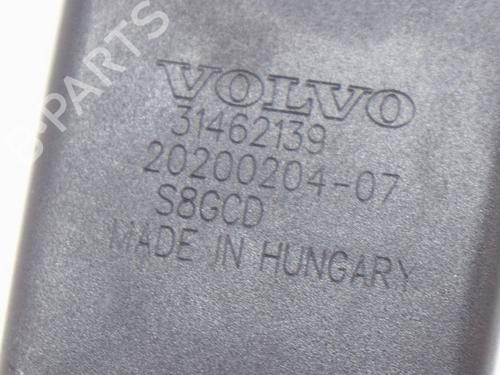 B-PARTS
VOLVO
31462139
20200204-07
S8GCD
MADE IN HUNGARY